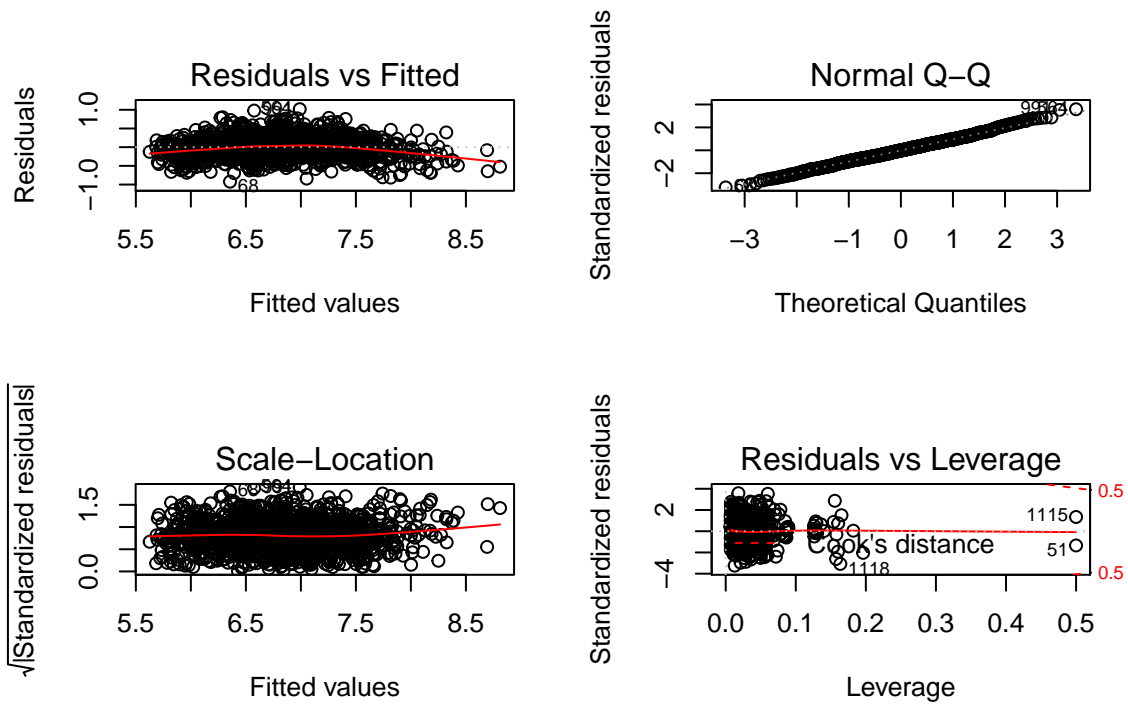 Residuals vs Fitted
Residuals
1.0
−1.0
68
5.5 6.5 7.5 8.5
Fitted values
Normal Q−Q
Standardized residuals
2
−2
−3 −1 0 1 2 3
Theoretical Quantiles
Scale−Location
√|Standardized residuals|
1.5
0.0
5.5 6.5 7.5 8.5
Fitted values
Residuals vs Leverage
Standardized residuals
2
−4
0.5
1115
Cook's distance
51
1118
0.5
0.0 0.1 0.2 0.3 0.4 0.5
Leverage